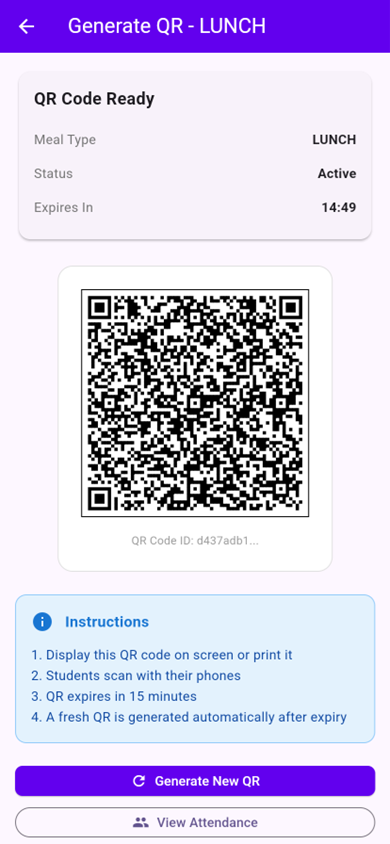 Generate QR - LUNCH
QR Code Ready
Meal Type LUNCH
Status Active
Expires In 14:49
QR Code ID: d437adb1...
Instructions
1. Display this QR code on screen or print it
2. Students scan with their phones
3. QR expires in 15 minutes
4. A fresh QR is generated automatically after expiry
Generate New QR
View Attendance